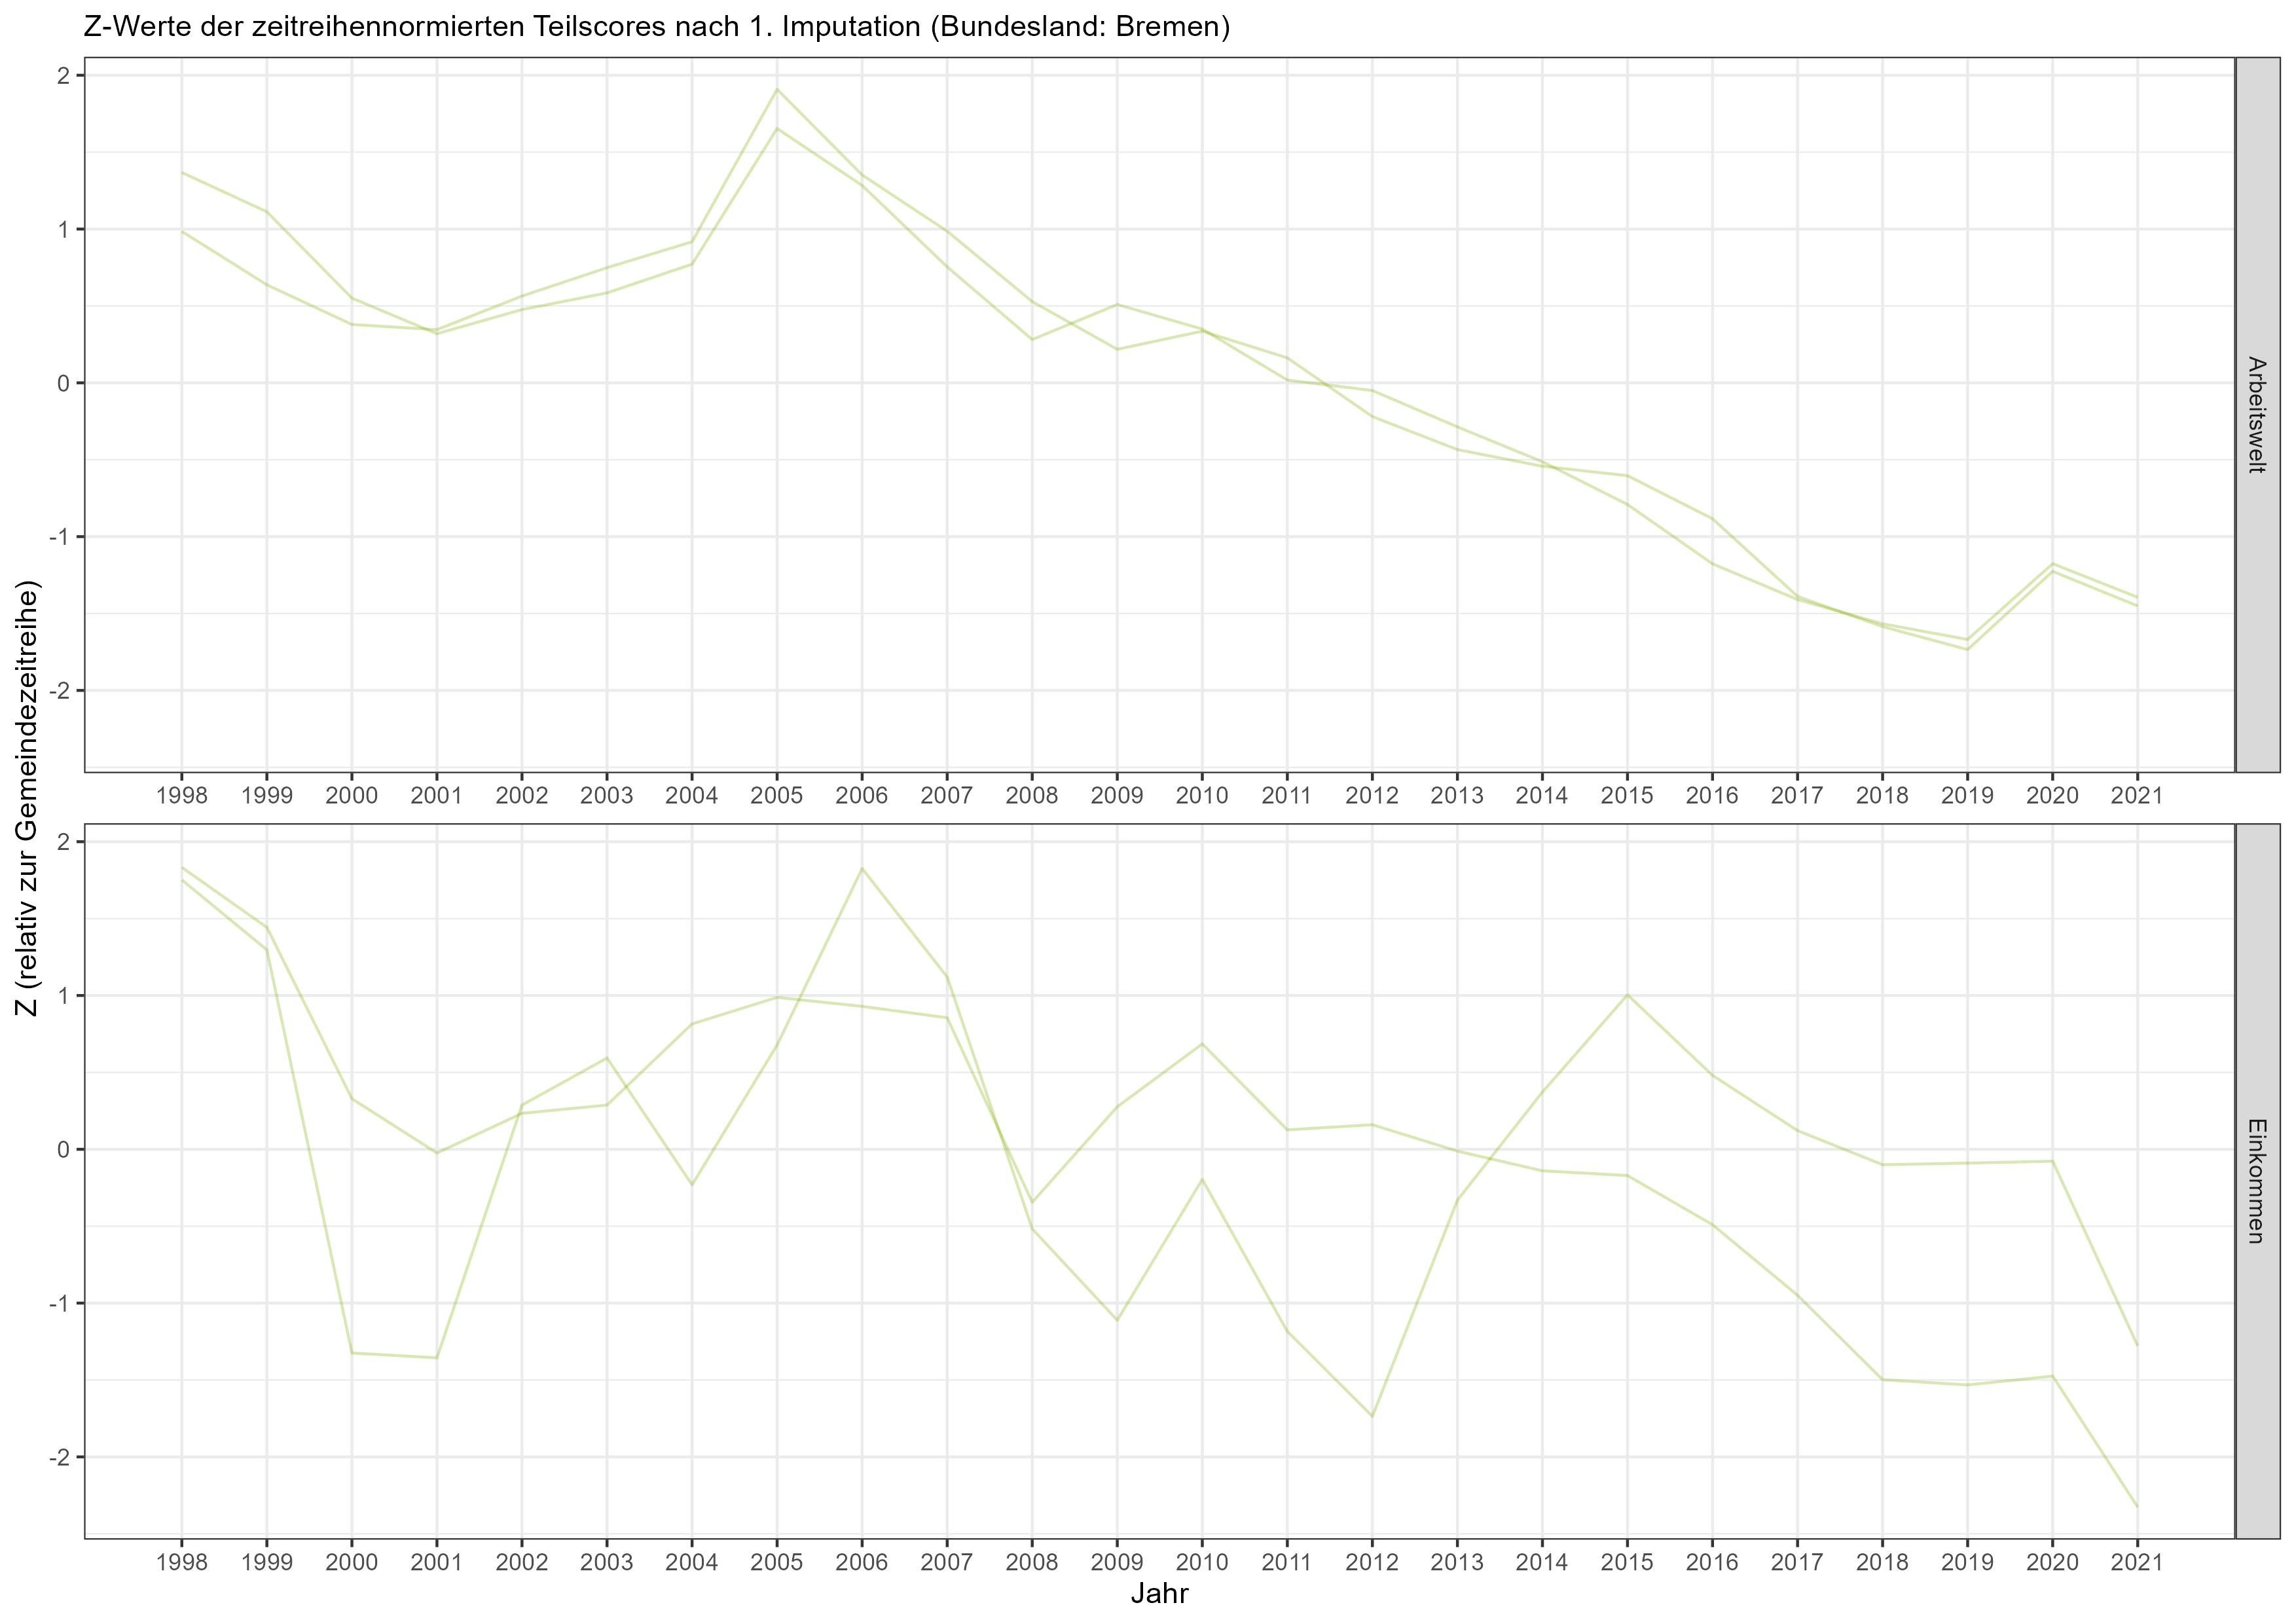 Z-Werte der zeitreihennormierten Teilscores nach 1. Imputation (Bundesland: Bremen)
Z (relativ zur Gemeindezeitreihe)
2
1
0
-1
-2
Arbeitswelt
1998 1999 2000 2001 2002 2003 2004 2005 2006 2007 2008 2009 2010 2011 2012 2013 2014 2015 2016 2017 2018 2019 2020 2021
2
1
0
-1
-2
Einkommen
1998 1999 2000 2001 2002 2003 2004 2005 2006 2007 2008 2009 2010 2011 2012 2013 2014 2015 2016 2017 2018 2019 2020 2021
Jahr